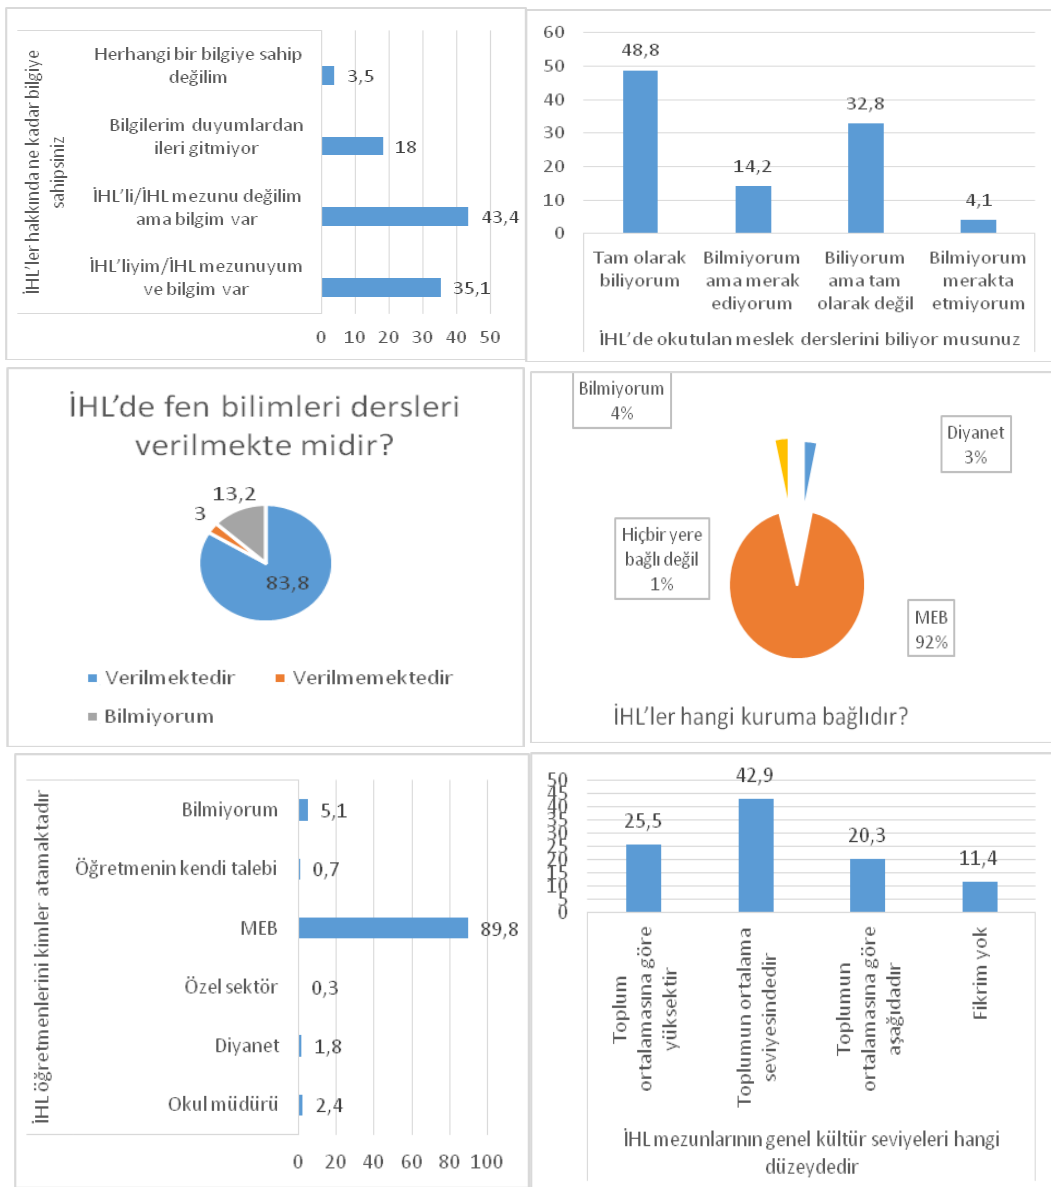 İHL'ler hakkında ne kadar bilgiye
sahipsiniz
Herhangi bir bilgiye sahip
değilim
3,5
Bilgilerim duyumlardan
ileri gitmiyor
18
İHL'li/İHL mezunu değilim
ama bilgim var
43,4
İHL'liyim/İHL mezunuyum
ve bilgim var
35,1
0 10 20 30 40 50
60
50
40
30
20
10
0
48,8
14,2
32,8
4,1
Tam olarak
biliyorum
Bilmiyorum
ama merak
ediyorum
Biliyorum
ama tam
olarak değil
Bilmiyorum
merakta
etmiyorum
İHL'de okutulan meslek derslerini biliyor musunuz
İHL'de fen bilimleri dersleri
verilmekte midir?
13,2
3
83,8
Verilmektedir
Verilmemektedir
Bilmiyorum
Bilmiyorum
4%
Diyanet
3%
Hiçbir yere
bağlı değil
1%
MEB
92%
İHL'ler hangi kuruma bağlıdır?
İHL öğretmenlerini kimler atamaktadır
Bilmiyorum
5,1
Öğretmenin kendi talebi
0,7
MEB
89,8
Özel sektör
0,3
Diyanet
1,8
Okul müdürü
2,4
0 20 40 60 80 100
50
45
40
35
30
25
20
15
10
5
0
25,5
42,9
20,3
11,4
Toplum
ortalamasına göre
yüksektir
Toplumun ortalama
seviyesindedir
Toplumun
ortalamasına göre
aşağıdadır
Fikrim yok
İHL mezunlarının genel kültür seviyeleri hangi
düzeydedir